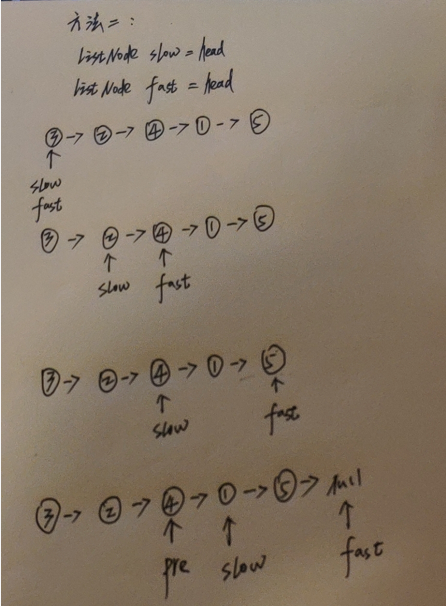 方法二:
ListNode slow = head
ListNode fast = head
③ -> ② -> ④ -> ① -> ⑤
↑
slow
fast
③ -> ② -> ④ -> ① -> ⑤
↑ ↑
slow fast
③ -> ② -> ④ -> ① -> ⑤
↑ ↑
slow fast
③ -> ② -> ④ -> ① -> ⑤ -> null
↑ ↑ ↑
pre slow fast